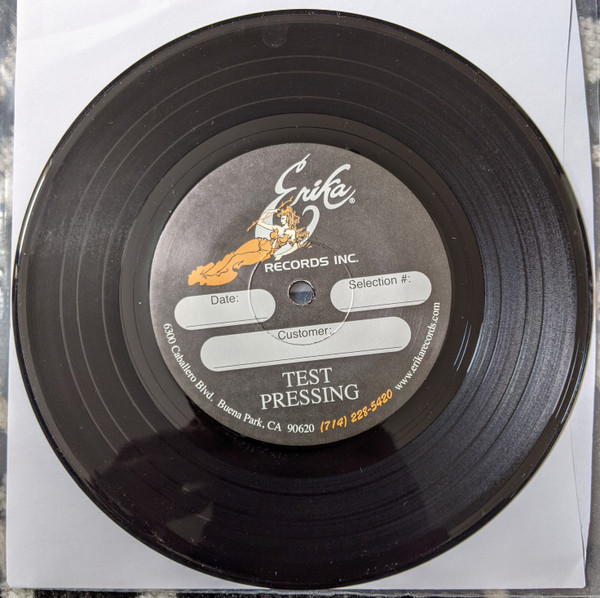 Erika®
RECORDS INC.
Date:
Selection #:
Customer:
TEST
PRESSING
6300 Caballero Blvd. Buena Park, CA 90620 (714) 228-5420 www.erikarecords.com